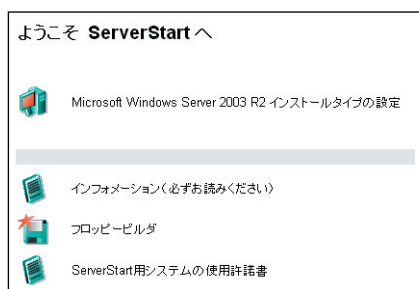 ようこそ ServerStart へ
Microsoft Windows Server 2003 R2 インストールタイプの設定
インフォメーション(必ずお読みください)
フロッピービルダ
ServerStart用システムの使用許諾書